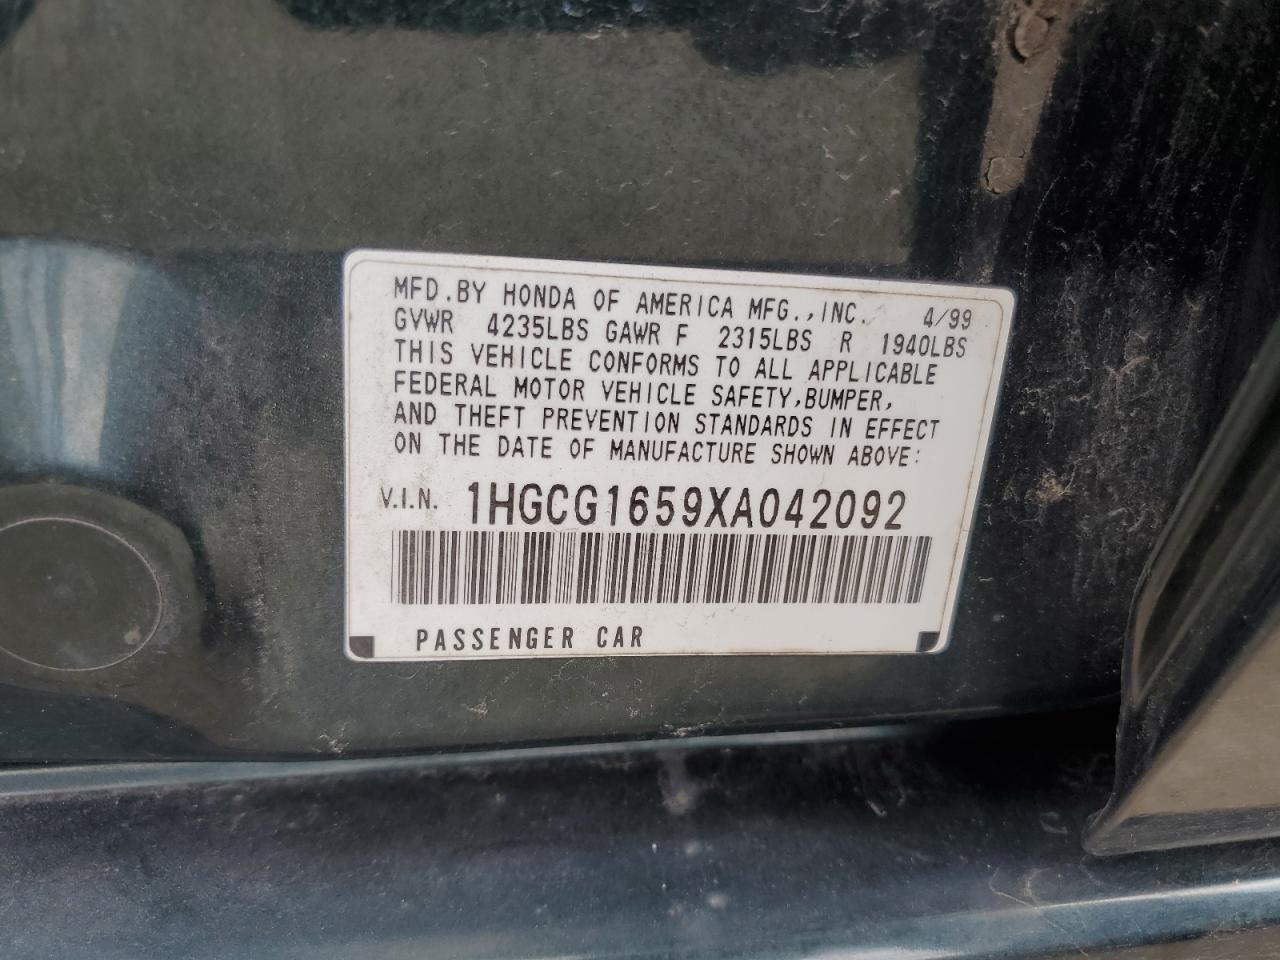 MFD.BY HONDA OF AMERICA MFG.,INC. 4/99
GVWR 4235LBS GAWR F 2315LBS R 1940LBS
THIS VEHICLE CONFORMS TO ALL APPLICABLE
FEDERAL MOTOR VEHICLE SAFETY,BUMPER,
AND THEFT PREVENTION STANDARDS IN EFFECT
ON THE DATE OF MANUFACTURE SHOWN ABOVE:
V.I.N. 1HGCG1659XA042092
PASSENGER CAR